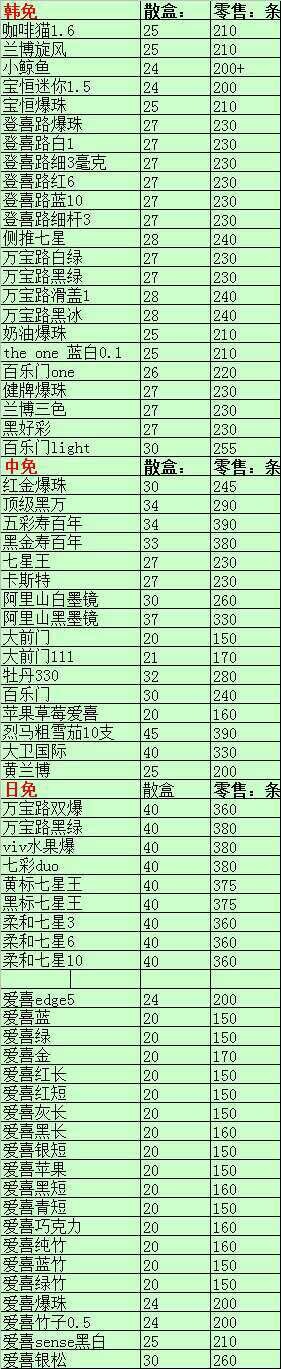 韩免 散盒： 零售：条
咖啡猫1.6 25 210
兰博旋风 25 210
小鲸鱼 24 200+
宝恒迷你1.5 24 200
宝恒爆珠 25 210
登喜路爆珠 27 230
登喜路白1 27 230
登喜路细3毫克 27 230
登喜路红6 27 230
登喜路蓝10 27 230
登喜路细杆3 27 230
侧推七星 28 240
万宝路白绿 27 230
万宝路黑绿 27 230
万宝路滑盖1 28 240
万宝路黑冰 28 240
奶油爆珠 25 210
the one 蓝白0.1 25 210
百乐门one 26 220
健牌爆珠 27 230
兰博三色 27 230
黑好彩 27 230
百乐门light 30 255
中免 散盒： 零售：条
红金爆珠 30 245
顶级黑万 34 290
五彩寿百年 34 390
黑金寿百年 33 380
七星王 27 230
卡斯特 27 230
阿里山白墨镜 30 260
阿里山黑墨镜 37 330
大前门 20 150
大前门111 21 170
牡丹330 32 280
百乐门 30 240
苹果草莓爱喜 20 160
烈马粗雪茄10支 45 390
大卫国际 40 330
黄兰博 25 200
日免 散盒 零售：条
万宝路双爆 40 360
万宝路黑绿 40 380
viv水果爆 40 380
七彩duo 40 380
黄标七星王 40 375
黑标七星王 40 375
柔和七星3 40 360
柔和七星6 40 360
柔和七星10 40 360
爱喜edge5 24 200
爱喜蓝 20 150
爱喜绿 20 150
爱喜金 20 170
爱喜红长 20 150
爱喜红短 20 150
爱喜灰长 20 150
爱喜黑长 20 160
爱喜银短 20 150
爱喜苹果 20 150
爱喜黑短 20 160
爱喜青短 20 150
爱喜巧克力 20 160
爱喜纯竹 20 160
爱喜蓝竹 20 150
爱喜绿竹 20 150
爱喜爆珠 24 200
爱喜竹子0.5 24 200
爱喜sense黑白 25 210
爱喜银松 30 260